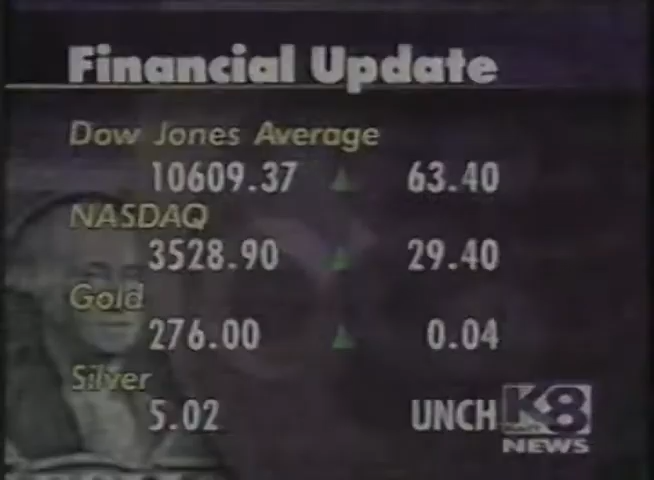 Financial Update
Dow Jones Average
10609.37 ▲ 63.40
NASDAQ
3528.90 ▲ 29.40
Gold
276.00 ▲ 0.04
Silver
5.02 UNCH
K8
NEWS